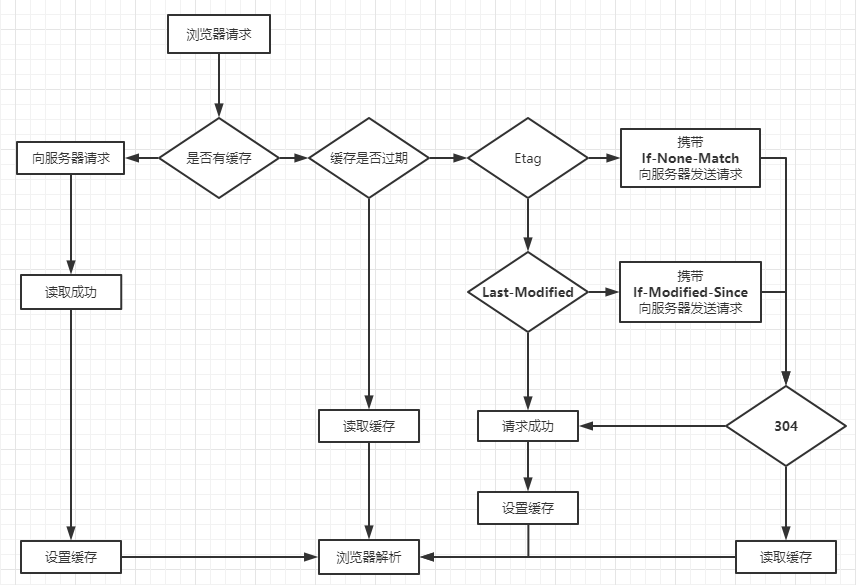 浏览器请求
向服务器请求
是否有缓存
缓存是否过期
Etag
携带
If-None-Match
向服务器发送请求
读取成功
Last-Modified
携带
If-Modified-Since
向服务器发送请求
读取缓存
请求成功
304
设置缓存
设置缓存
浏览器解析
读取缓存